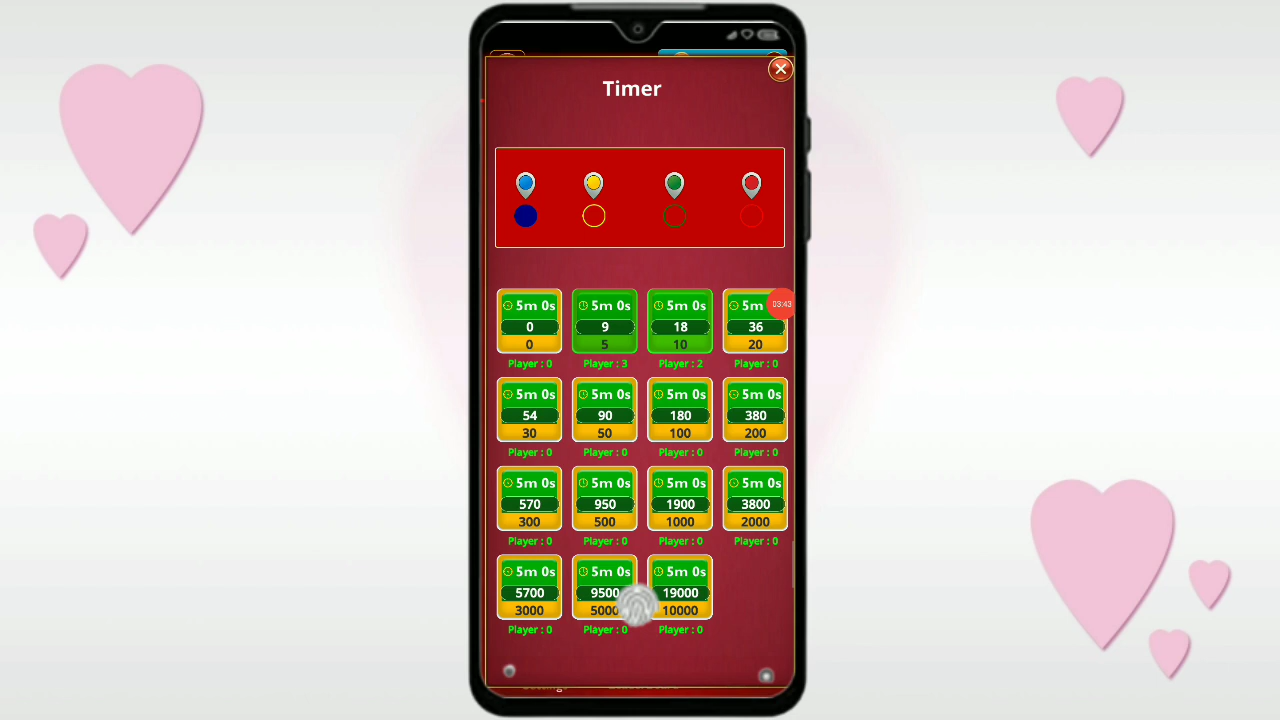 Timer
5m 0s 5m 0s 5m 0s 5m
03:43
0 9 18 36
0 5 10 20
Player : 0 Player : 3 Player : 2 Player : 0
5m 0s 5m 0s 5m 0s 5m 0s
54 90 180 380
30 50 100 200
Player : 0 Player : 0 Player : 0 Player : 0
5m 0s 5m 0s 5m 0s 5m 0s
570 950 1900 3800
300 500 1000 2000
Player : 0 Player : 0 Player : 0 Player : 0
5m 0s 5m 0s 5m 0s
5700 9500 19000
3000 5000 10000
Player : 0 Player : 0 Player : 0